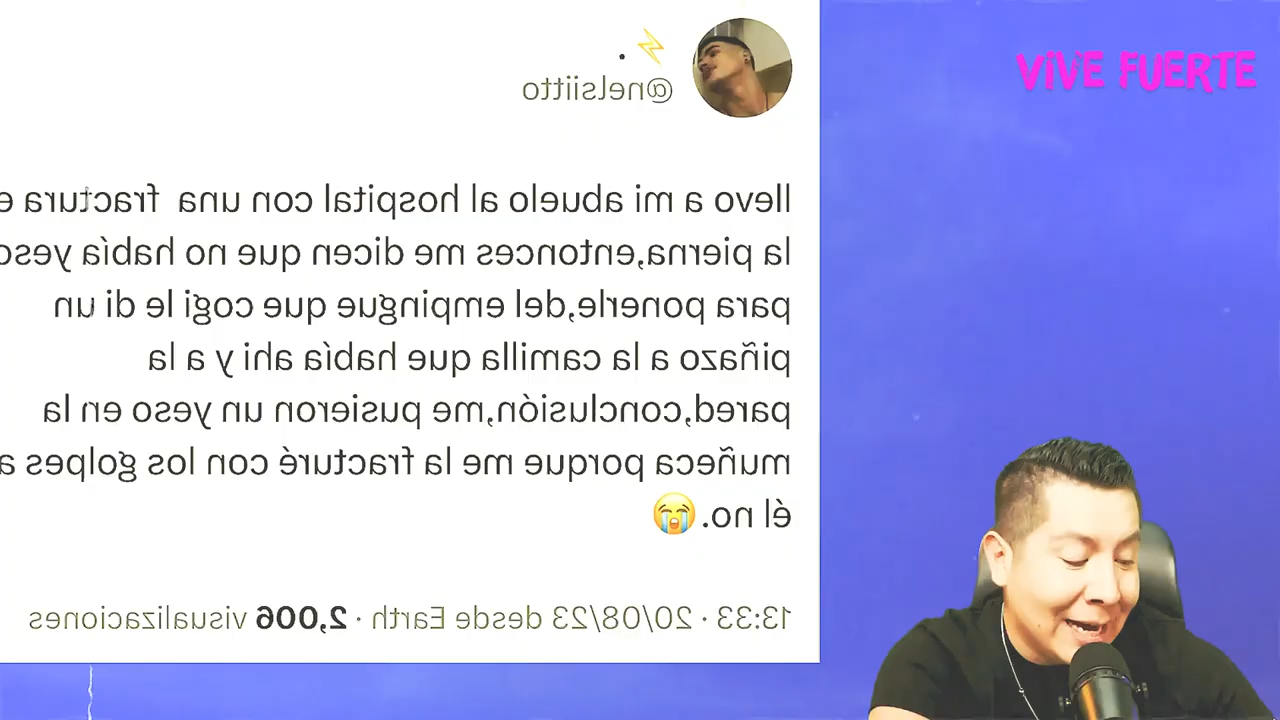 VIVE FUERTE
⚡ .
@nelsiitto
llevo a mi abuelo al hospital con una fractura e
la pierna,entonces me dicen que no había yeso
para ponerle,del empingue que cogi le di un
piñazo a la camilla que había ahi y a la
pared,conclusión,me pusieron un yeso en la
muñeca porque me la fracturé con los golpes a
él no.😭
13:33 · 20/08/23 desde Earth · 2,006 visualizaciones